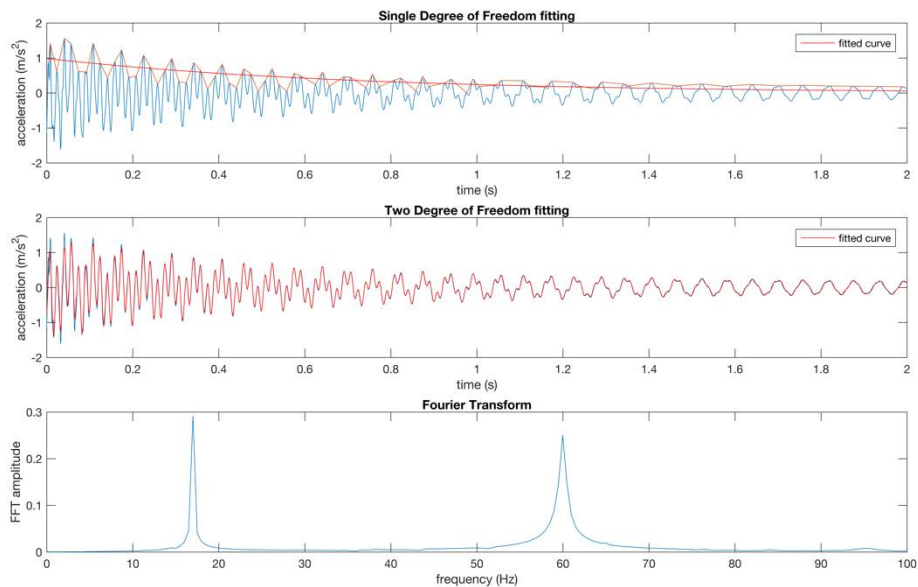 Single Degree of Freedom fitting
2
1
0
-1
-2
acceleration (m/s²)
fitted curve
0 0.2 0.4 0.6 0.8 1 1.2 1.4 1.6 1.8 2
time (s)
Two Degree of Freedom fitting
2
1
0
-1
-2
acceleration (m/s²)
fitted curve
0 0.2 0.4 0.6 0.8 1 1.2 1.4 1.6 1.8 2
time (s)
Fourier Transform
0.3
0.2
0.1
0
FFT amplitude
0 10 20 30 40 50 60 70 80 90 100
frequency (Hz)